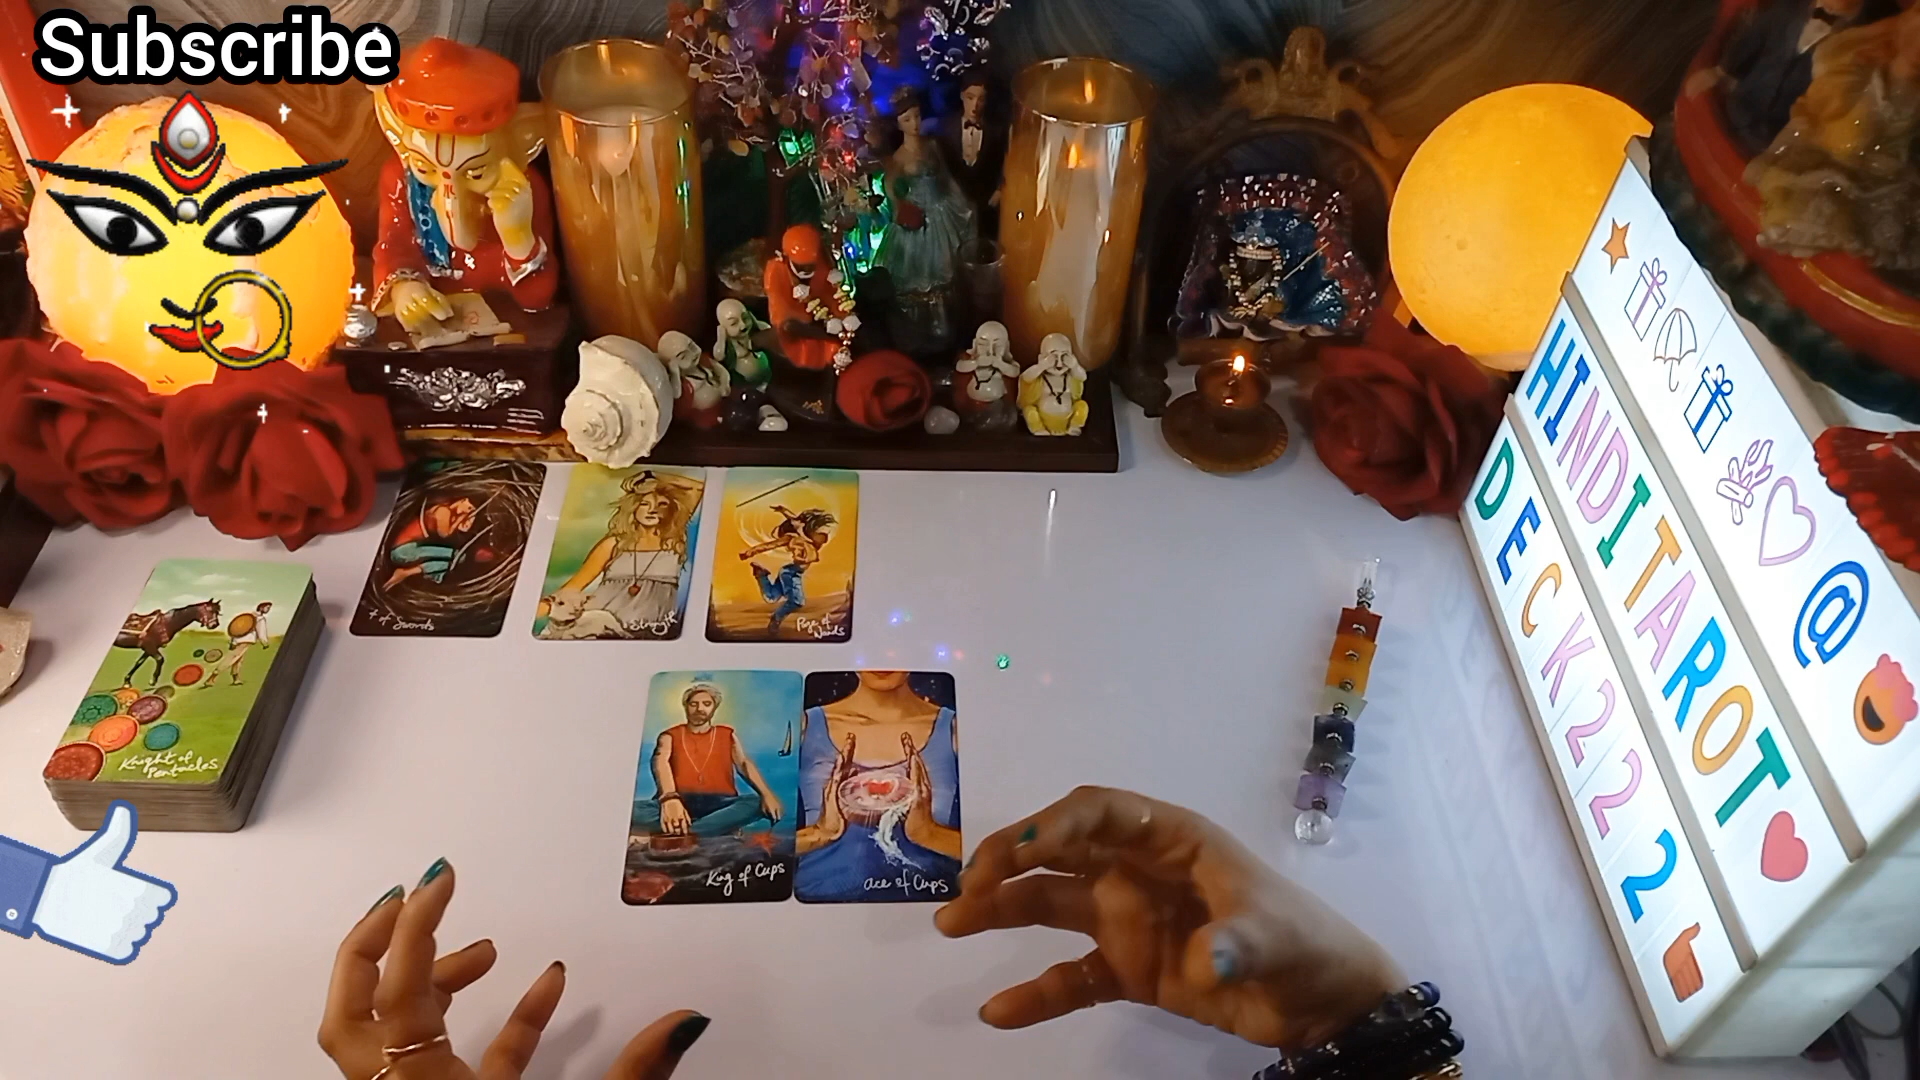 Subscribe
@
HINDITAROT
DECK222
7 of Swords
Strength
Page of
Wands
Knight of
Pentacles
King of Cups
Ace of Cups